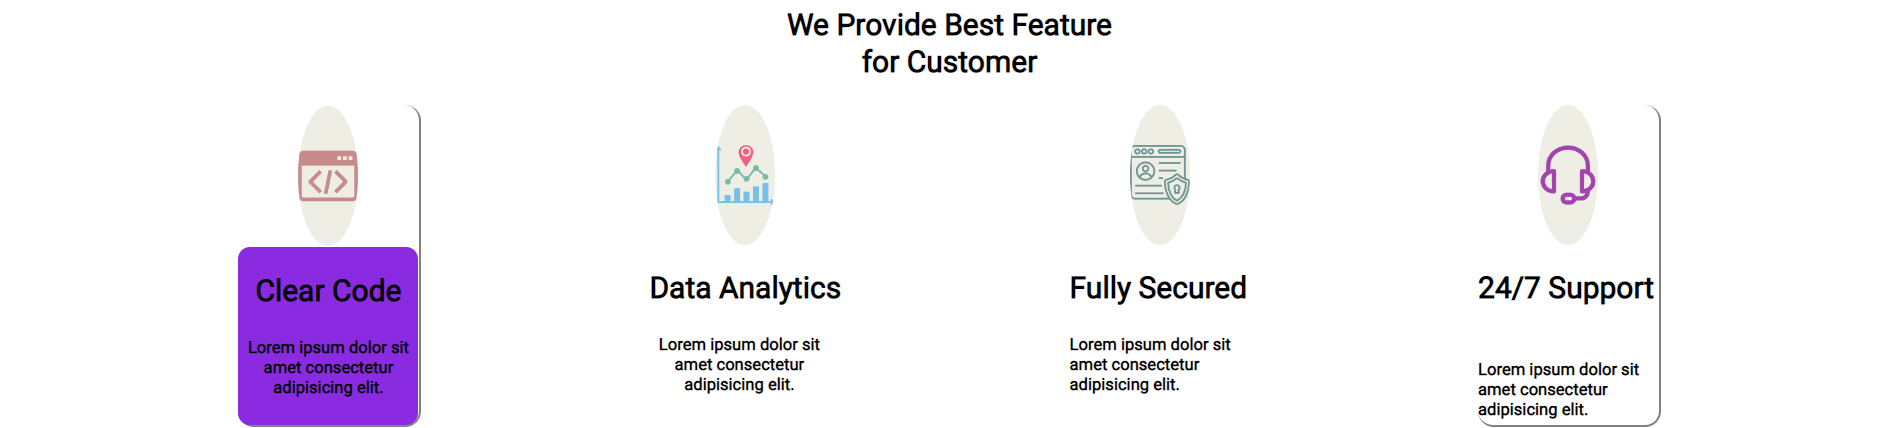 We Provide Best Feature
for Customer
Clear Code
Lorem ipsum dolor sit
amet consectetur
adipisicing elit.
Data Analytics
Lorem ipsum dolor sit
amet consectetur
adipisicing elit.
Fully Secured
Lorem ipsum dolor sit
amet consectetur
adipisicing elit.
24/7 Support
Lorem ipsum dolor sit
amet consectetur
adipisicing elit.